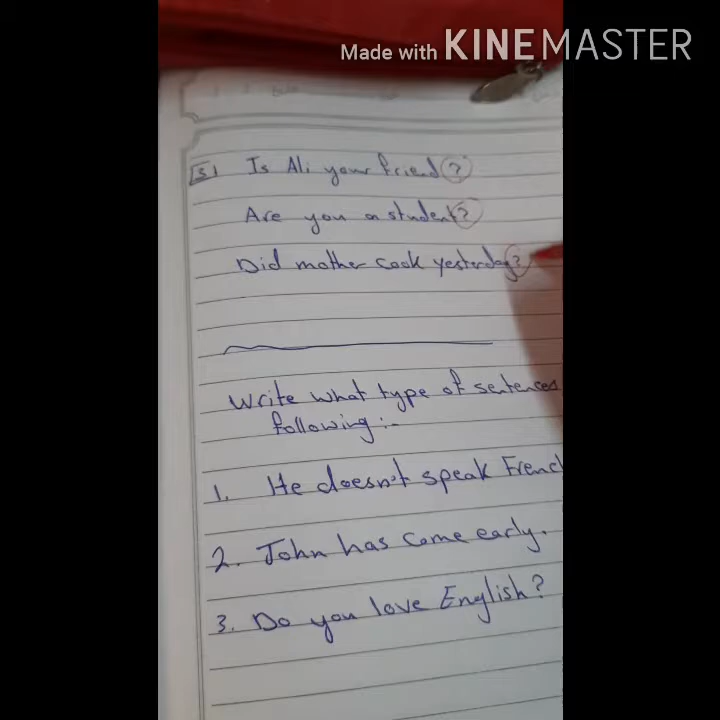 Made with KINEMASTER
[3] Is Ali your friend?
Are you a student?
Did mother cook yesterday?
Write what type of sentences
following :-
1. He doesn't speak French
2. John has come early.
3. Do you love English?